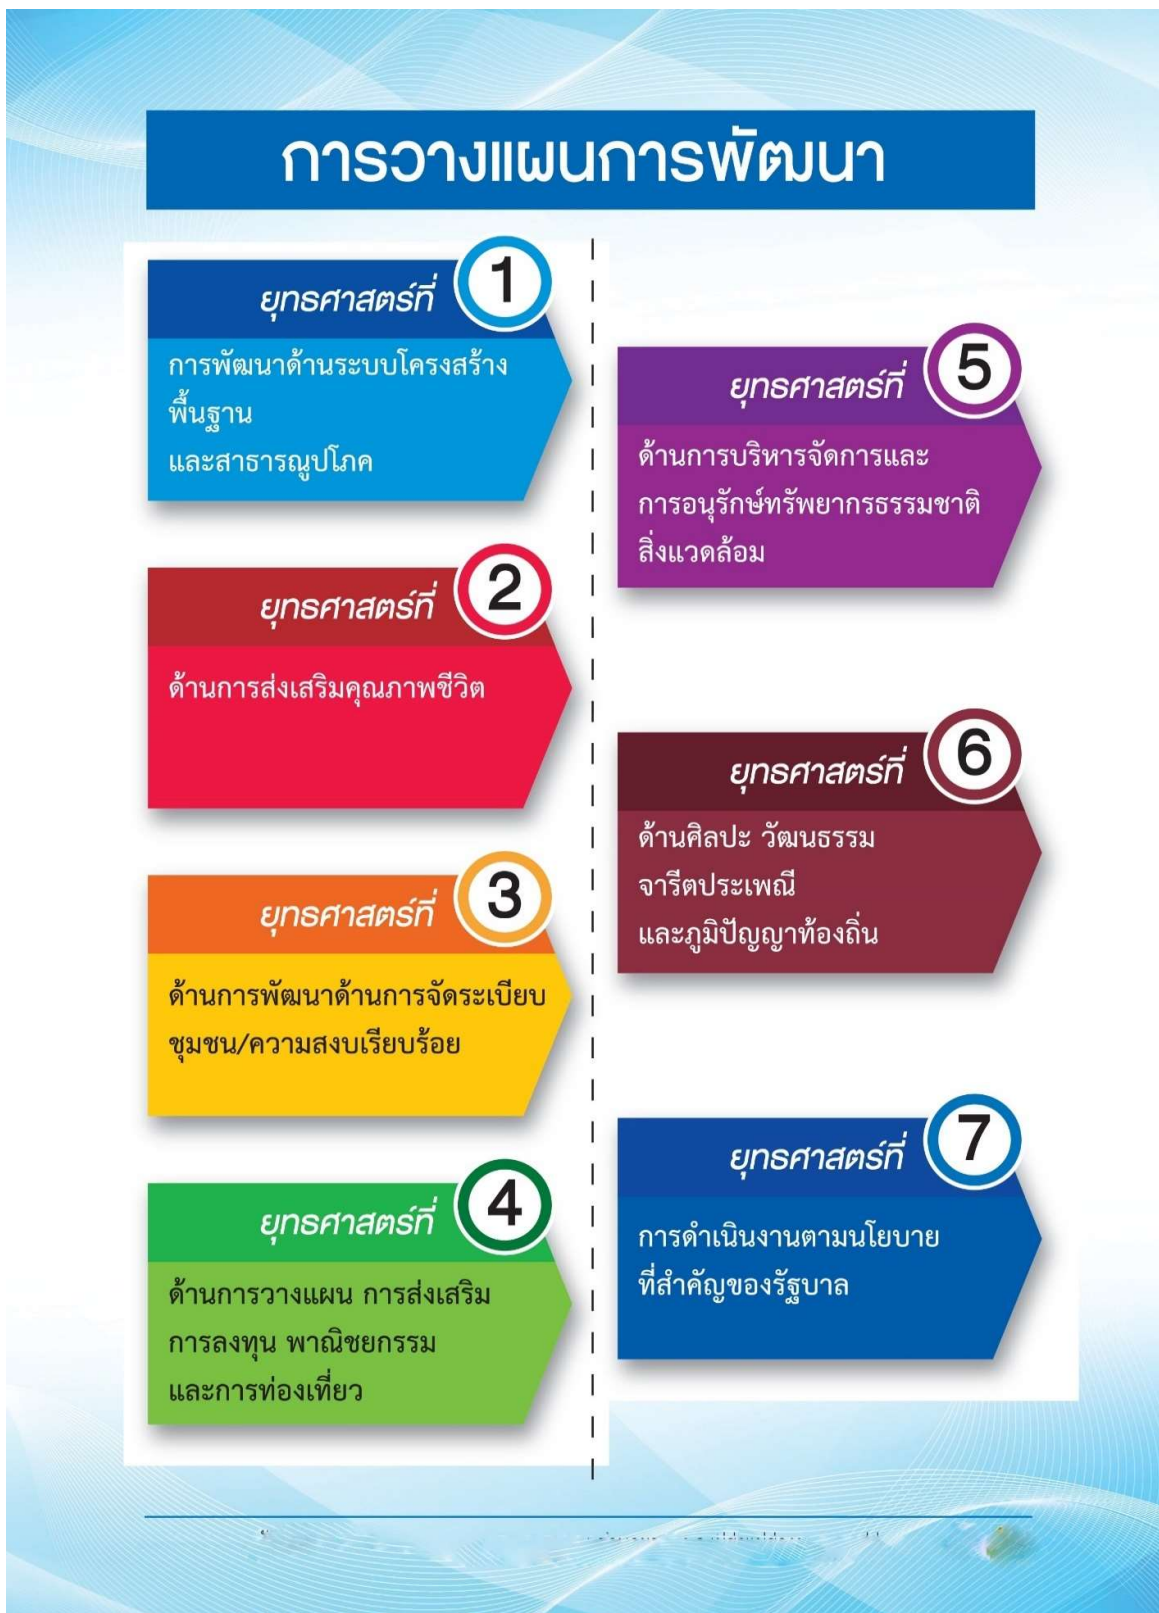 การวางแผนการพัฒนา
ยุทธศาสตร์ที่ 1
การพัฒนาด้านระบบโครงสร้าง
พื้นฐาน
และสาธารณูปโภค
ยุทธศาสตร์ที่ 2
ด้านการส่งเสริมคุณภาพชีวิต
ยุทธศาสตร์ที่ 3
ด้านการพัฒนาด้านการจัดระเบียบ
ชุมชน/ความสงบเรียบร้อย
ยุทธศาสตร์ที่ 4
ด้านการวางแผน การส่งเสริม
การลงทุน พาณิชยกรรม
และการท่องเที่ยว
ยุทธศาสตร์ที่ 5
ด้านการบริหารจัดการและ
การอนุรักษ์ทรัพยากรธรรมชาติ
สิ่งแวดล้อม
ยุทธศาสตร์ที่ 6
ด้านศิลปะ วัฒนธรรม
จารีตประเพณี
และภูมิปัญญาท้องถิ่น
ยุทธศาสตร์ที่ 7
การดำเนินงานตามนโยบาย
ที่สำคัญของรัฐบาล